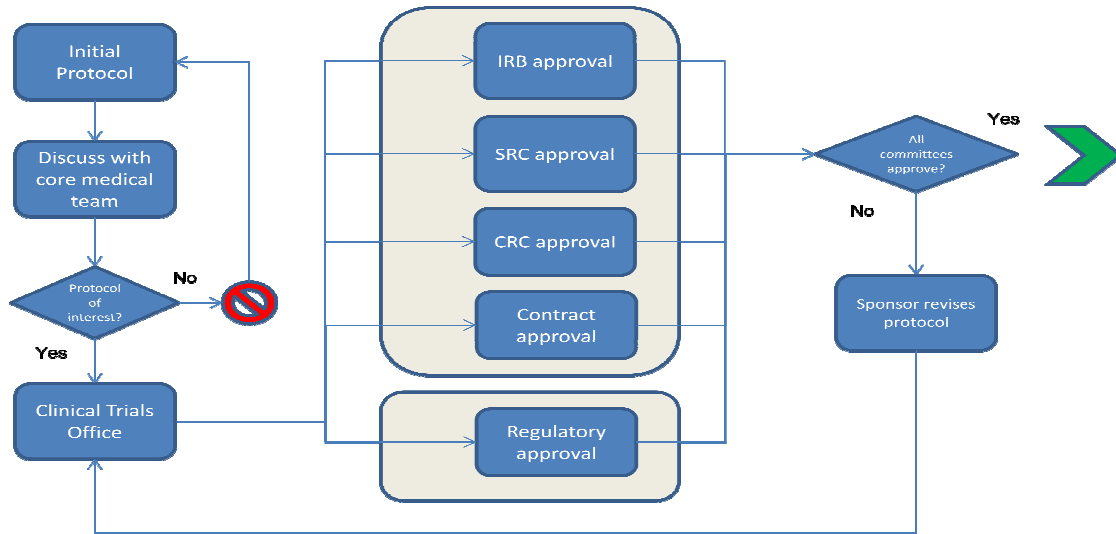 Initial
Protocol
Discuss with
core medical
team
Protocol
of
interest?
No
Yes
Clinical Trials
Office
IRB approval
SRC approval
CRC approval
Contract
approval
Regulatory
approval
All
committees
approve?
Yes
No
Sponsor revises
protocol